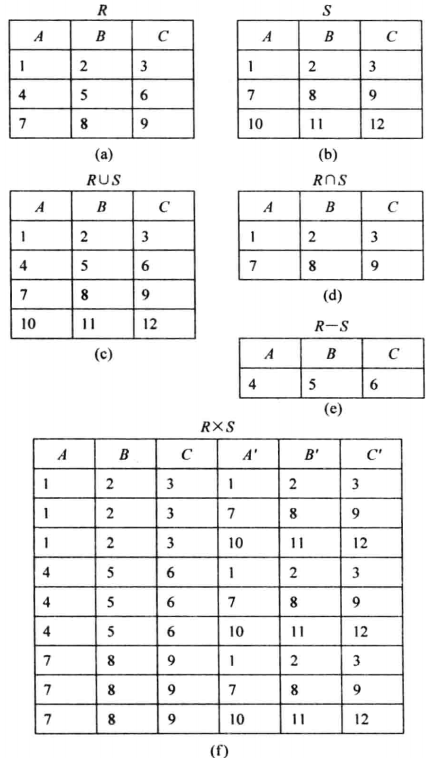 R
A B C
1 2 3
4 5 6
7 8 9
(a)
S
A B C
1 2 3
7 8 9
10 11 12
(b)
R∪S
A B C
1 2 3
4 5 6
7 8 9
10 11 12
(c)
R∩S
A B C
1 2 3
7 8 9
(d)
R−S
A B C
4 5 6
(e)
R×S
A B C A' B' C'
1 2 3 1 2 3
1 2 3 7 8 9
1 2 3 10 11 12
4 5 6 1 2 3
4 5 6 7 8 9
4 5 6 10 11 12
7 8 9 1 2 3
7 8 9 7 8 9
7 8 9 10 11 12
(f)